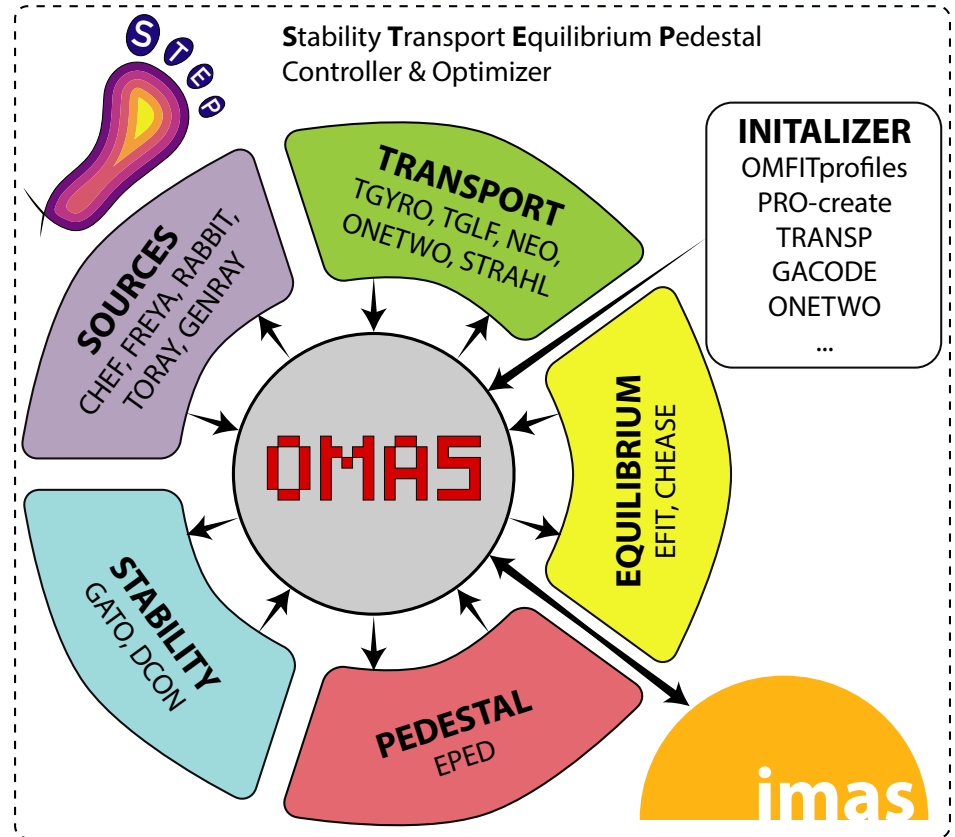 STEP
Stability Transport Equilibrium Pedestal
Controller & Optimizer
INITALIZER
OMFITprofiles
PRO-create
TRANSP
GACODE
ONETWO
...
TRANSPORT
TGYRO, TGLF, NEO,
ONETWO, STRAHL
SOURCES
CHEF, FREYA, RABBIT,
TORAY, GENRAY
OMAS
EQUILIBRIUM
EFIT, CHEASE
STABILITY
GATO, DCON
PEDESTAL
EPED
imas